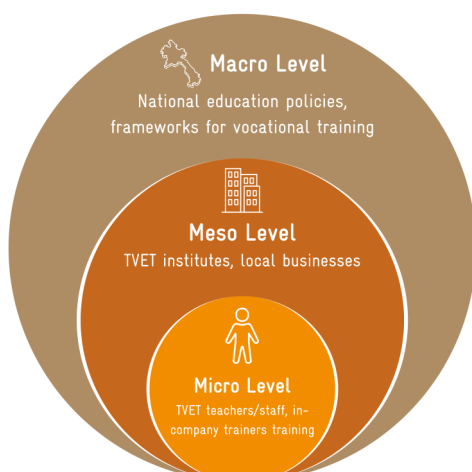 Macro Level
National education policies,
frameworks for vocational training
Meso Level
TVET institutes, local businesses
Micro Level
TVET teachers/staff, in-
company trainers training